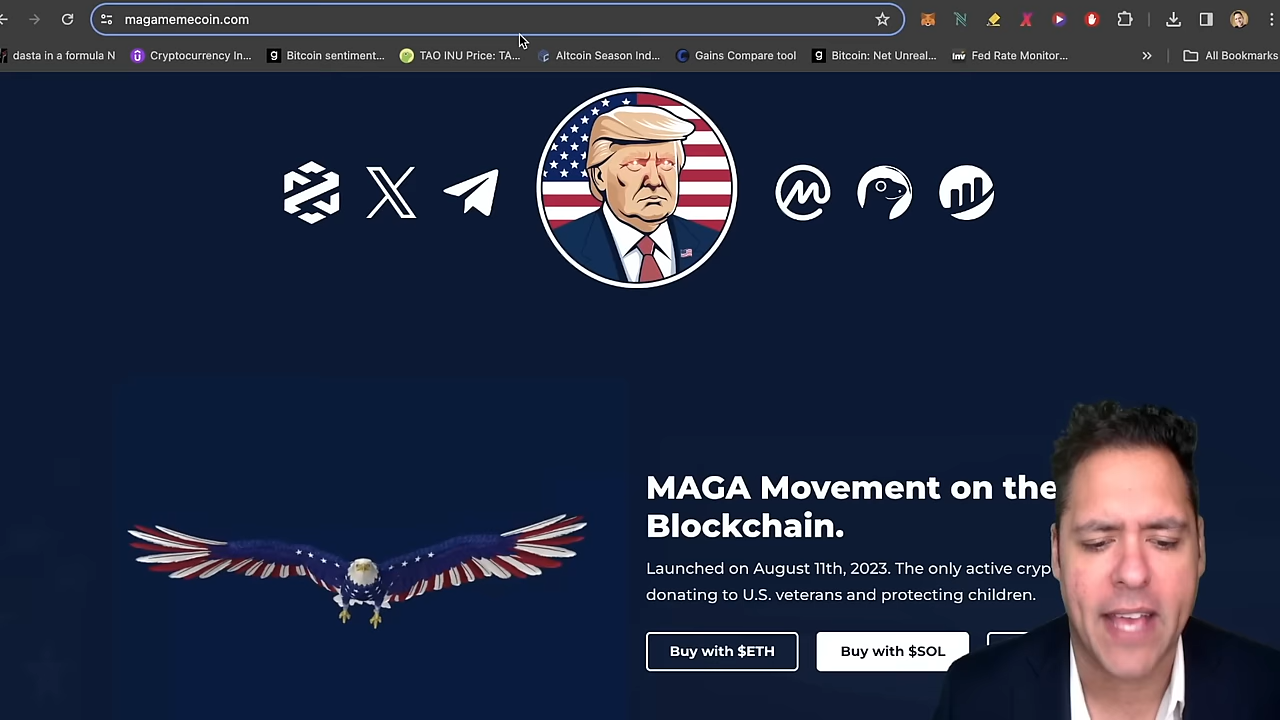 magamemecoin.com
dasta in a formula N
Cryptocurrency In...
Bitcoin sentiment...
TAO INU Price: TA...
Altcoin Season Ind...
Gains Compare tool
Bitcoin: Net Unreal...
Fed Rate Monitor...
»
All Bookmarks
MAGA Movement on the
Blockchain.
Launched on August 11th, 2023. The only active cryp
donating to U.S. veterans and protecting children.
Buy with $ETH
Buy with $SOL